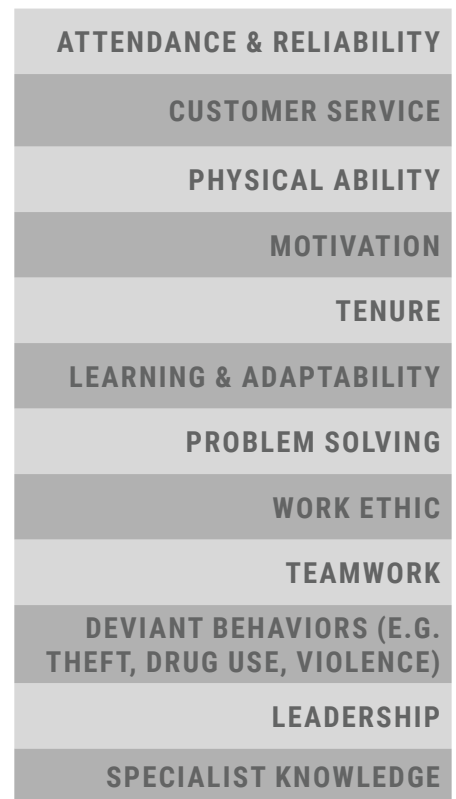 ATTENDANCE & RELIABILITY
CUSTOMER SERVICE
PHYSICAL ABILITY
MOTIVATION
TENURE
LEARNING & ADAPTABILITY
PROBLEM SOLVING
WORK ETHIC
TEAMWORK
DEVIANT BEHAVIORS (E.G.
THEFT, DRUG USE, VIOLENCE)
LEADERSHIP
SPECIALIST KNOWLEDGE